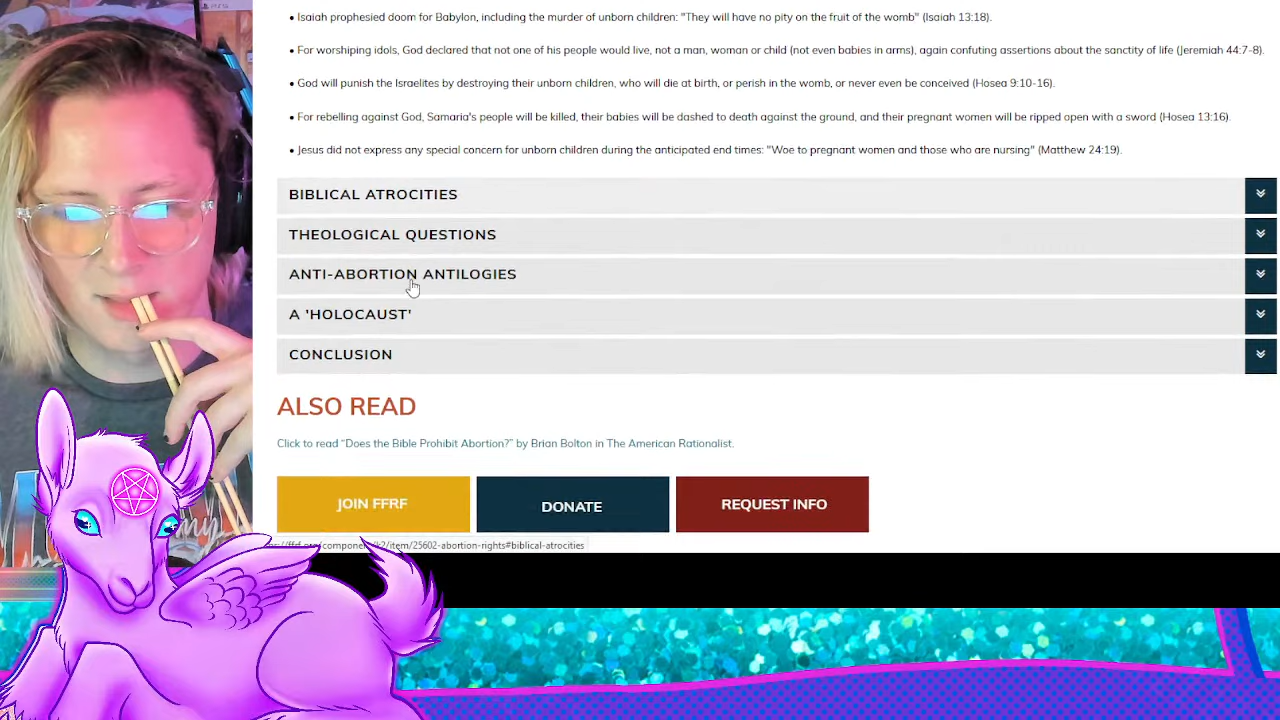 • Isaiah prophesied doom for Babylon, including the murder of unborn children: "They will have no pity on the fruit of the womb" (Isaiah 13:18).
• For worshiping idols, God declared that not one of his people would live, not a man, woman or child (not even babies in arms), again confuting assertions about the sanctity of life (Jeremiah 44:7-8).
• God will punish the Israelites by destroying their unborn children, who will die at birth, or perish in the womb, or never even be conceived (Hosea 9:10-16).
• For rebelling against God, Samaria's people will be killed, their babies will be dashed to death against the ground, and their pregnant women will be ripped open with a sword (Hosea 13:16).
• Jesus did not express any special concern for unborn children during the anticipated end times: "Woe to pregnant women and those who are nursing" (Matthew 24:19).
BIBLICAL ATROCITIES
THEOLOGICAL QUESTIONS
ANTI-ABORTION ANTILOGIES
A 'HOLOCAUST'
CONCLUSION
ALSO READ
Click to read “Does the Bible Prohibit Abortion?” by Brian Bolton in The American Rationalist.
JOIN FFRF
DONATE
REQUEST INFO
/item/25602-abortion-rights#biblical-atrocities